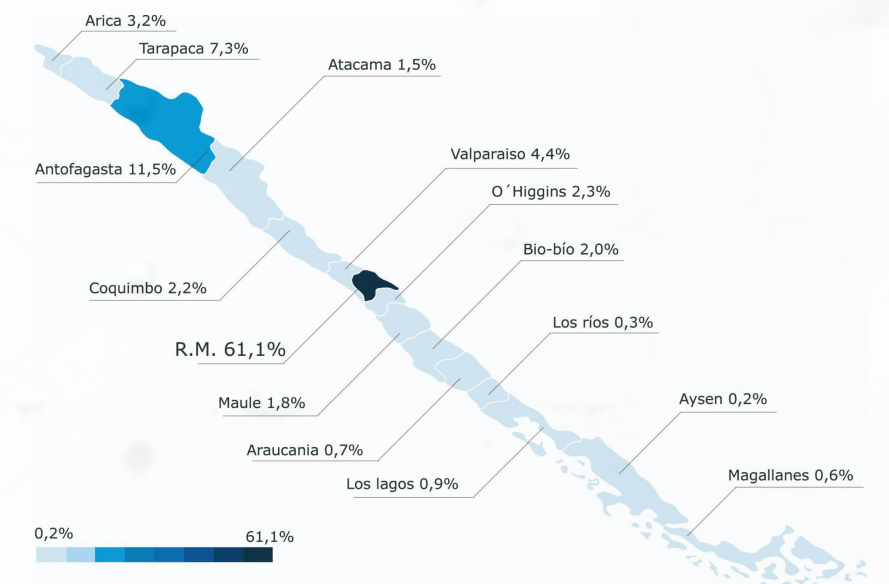 Arica 3,2%
Tarapaca 7,3%
Atacama 1,5%
Antofagasta 11,5%
Valparaiso 4,4%
O´Higgins 2,3%
Bio-bío 2,0%
Coquimbo 2,2%
Los ríos 0,3%
R.M. 61,1%
Maule 1,8%
Aysen 0,2%
Araucania 0,7%
Los lagos 0,9%
Magallanes 0,6%
0,2%
61,1%